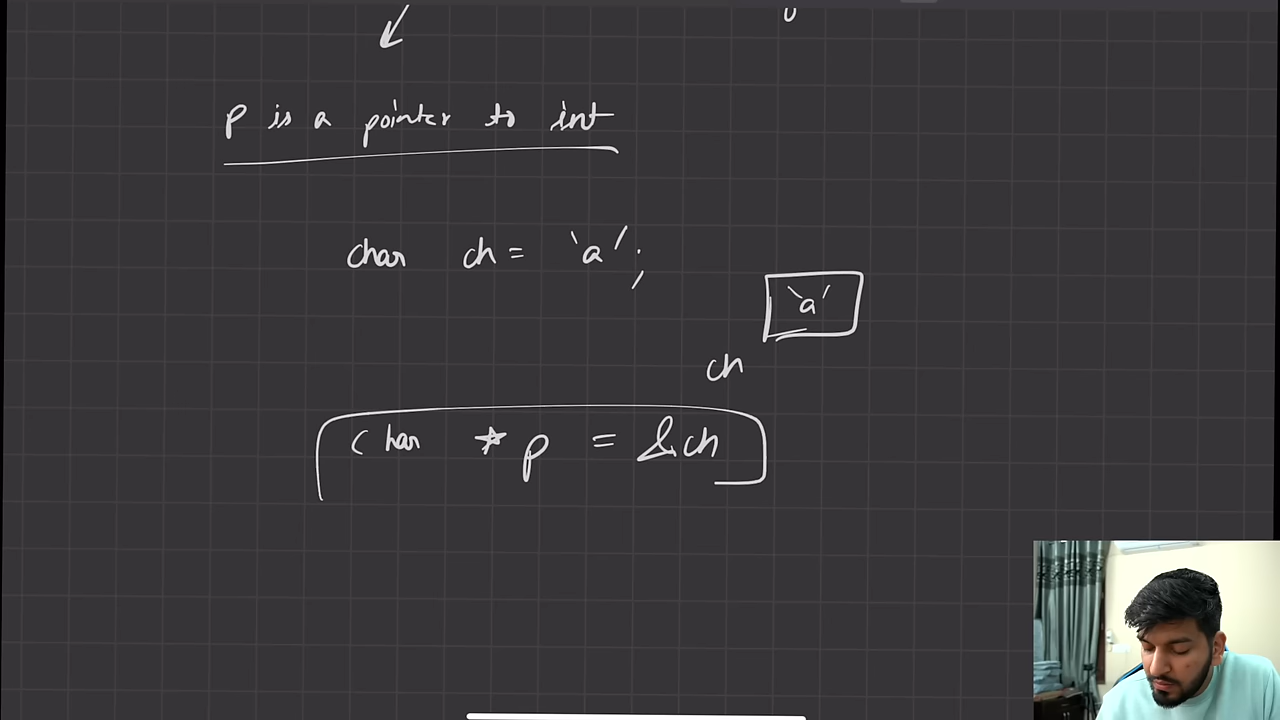 p is a pointer to int
char ch = 'a';
'a'
ch
char * p = &ch